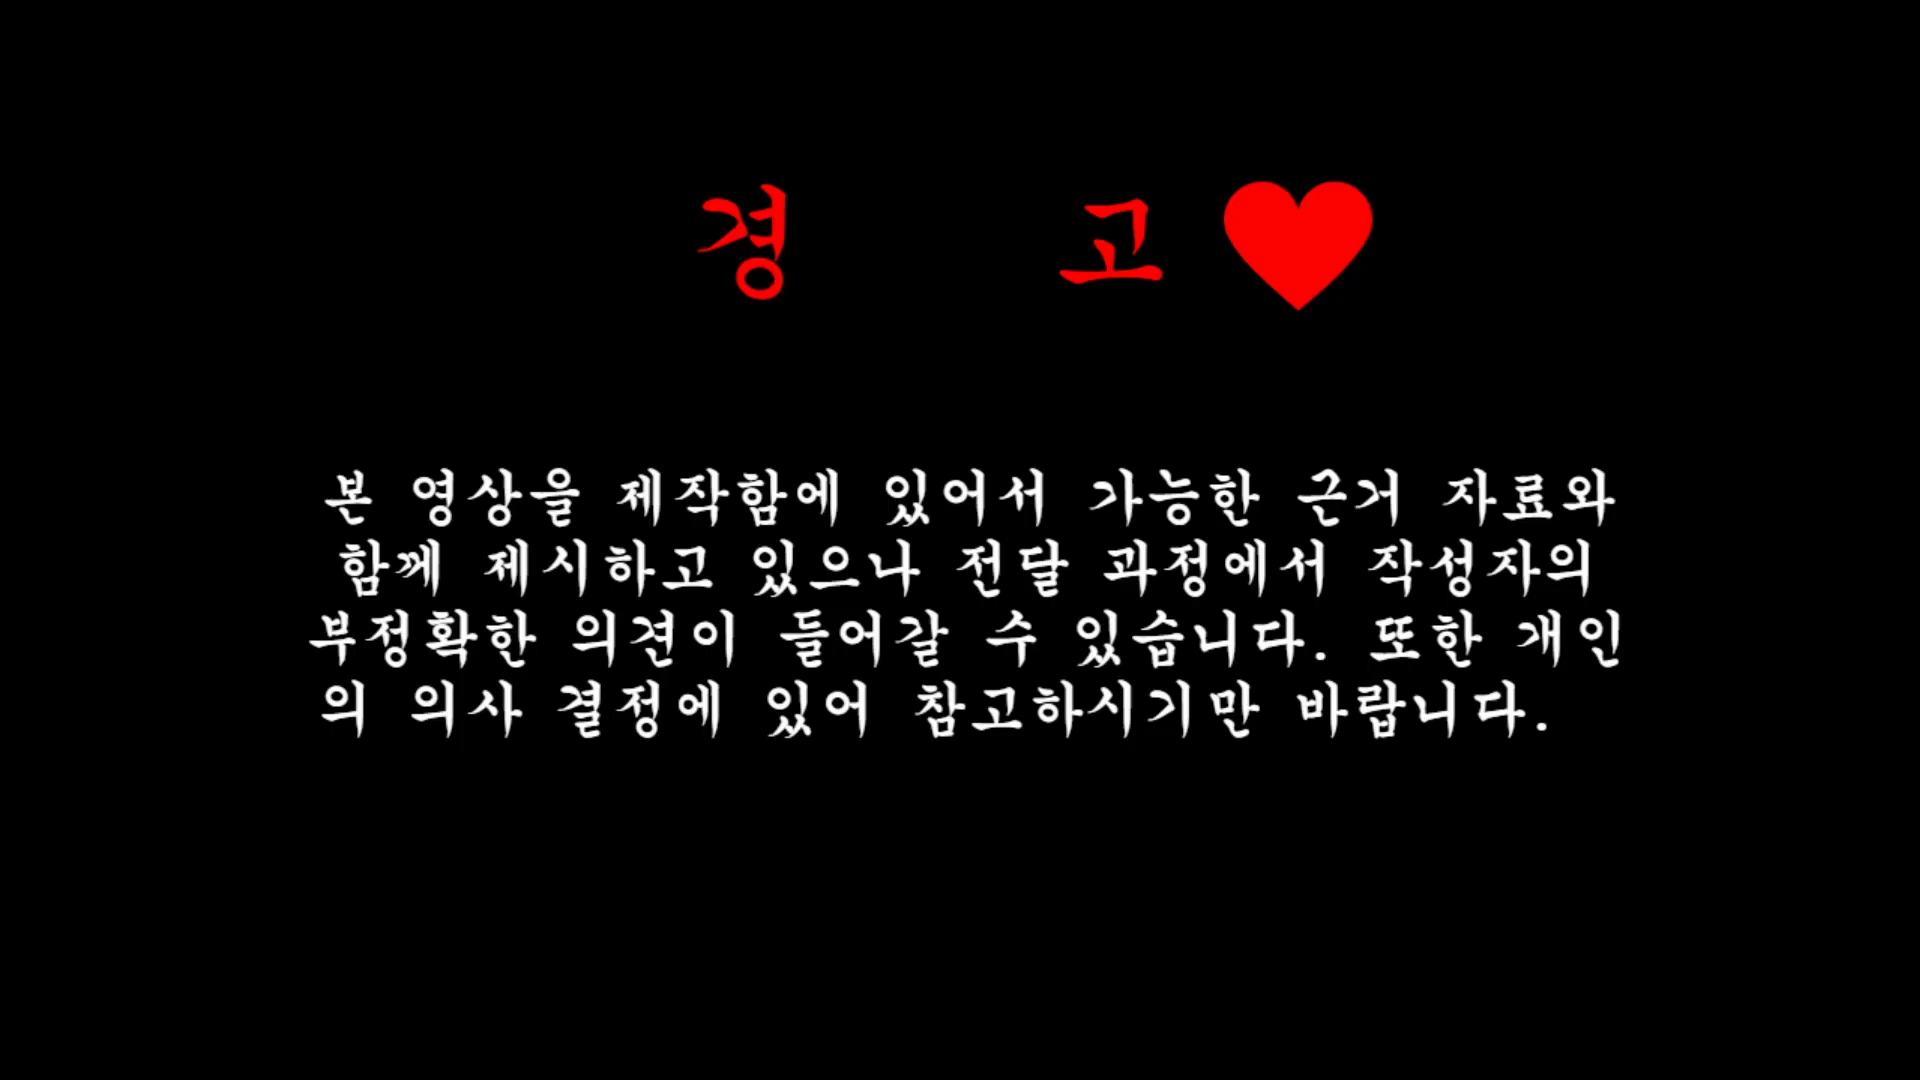 경 고
본 영상을 제작함에 있어서 가능한 근거 자료와
함께 제시하고 있으나 전달 과정에서 작성자의
부정확한 의견이 들어갈 수 있습니다. 또한 개인
의 의사 결정에 있어 참고하시기만 바랍니다.